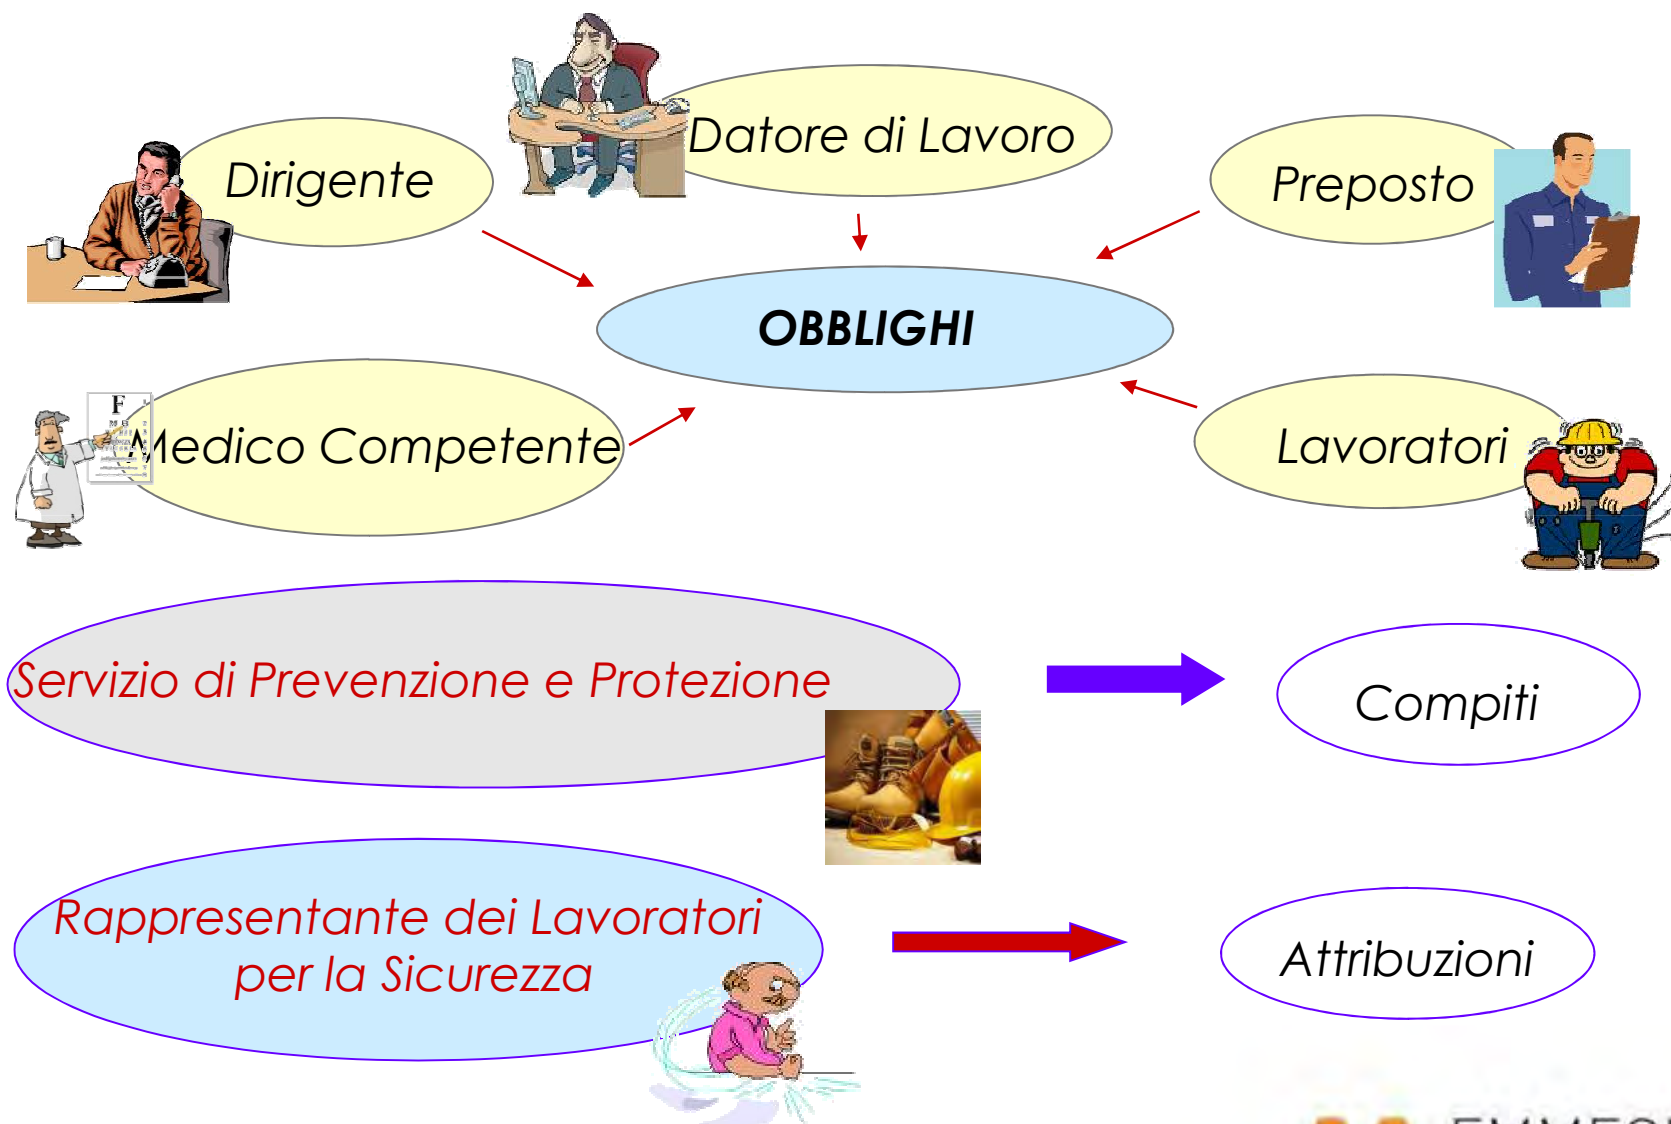 Datore di Lavoro
Dirigente
Preposto
OBBLIGHI
F
Medico Competente
Lavoratori
Servizio di Prevenzione e Protezione
Compiti
Rappresentante dei Lavoratori
per la Sicurezza
Attribuzioni